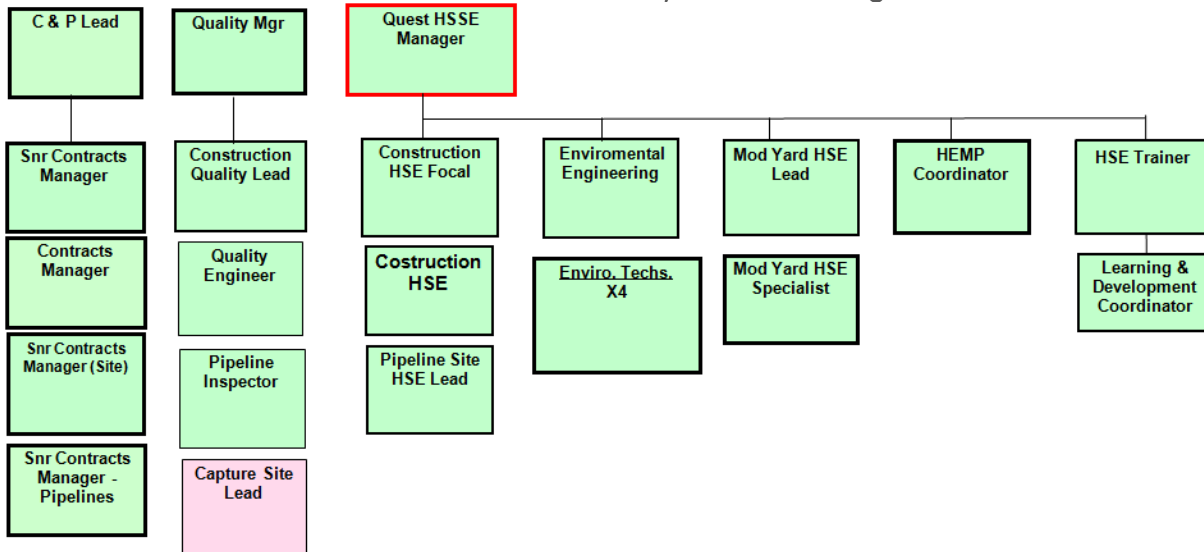 C & P Lead
Quality Mgr
Quest HSSE
Manager
Snr Contracts
Manager
Construction
Quality Lead
Construction
HSE Focal
Enviromental
Engineering
Mod Yard HSE
Lead
HEMP
Coordinator
HSE Trainer
Contracts
Manager
Quality
Engineer
Costruction
HSE
Enviro. Techs.
X4
Mod Yard HSE
Specialist
Learning &
Development
Coordinator
Snr Contracts
Manager (Site)
Pipeline
Inspector
Pipeline Site
HSE Lead
Snr Contracts
Manager -
Pipelines
Capture Site
Lead